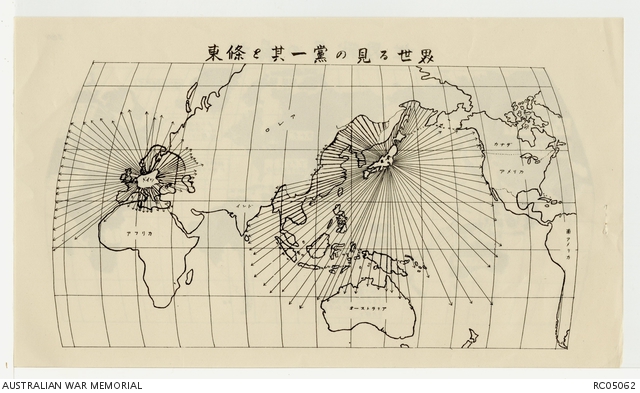 東條を其一黨の見る世界
ロシア
カナダ
アメリカ
ドイツ
インド
アフリカ
南アメリカ
オーストラリア
AUSTRALIAN WAR MEMORIAL
RC05062